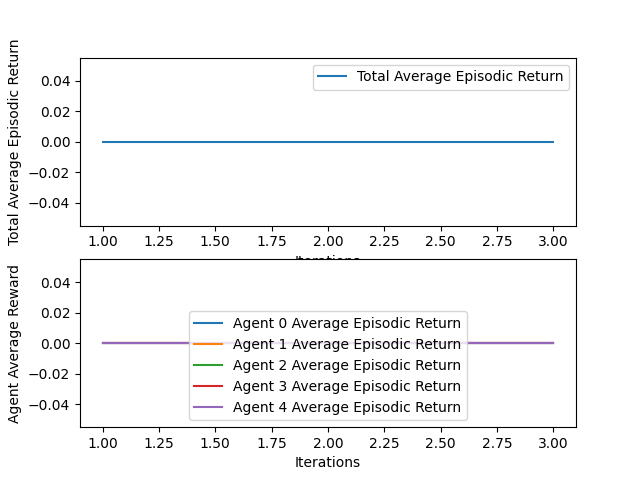 Total Average Episodic Return
0.04
0.02
0.00
−0.02
−0.04
Total Average Episodic Return
1.00 1.25 1.50 1.75 2.00 2.25 2.50 2.75 3.00
Iterations
Agent Average Reward
0.04
0.02
0.00
−0.02
−0.04
Agent 0 Average Episodic Return
Agent 1 Average Episodic Return
Agent 2 Average Episodic Return
Agent 3 Average Episodic Return
Agent 4 Average Episodic Return
1.00 1.25 1.50 1.75 2.00 2.25 2.50 2.75 3.00
Iterations